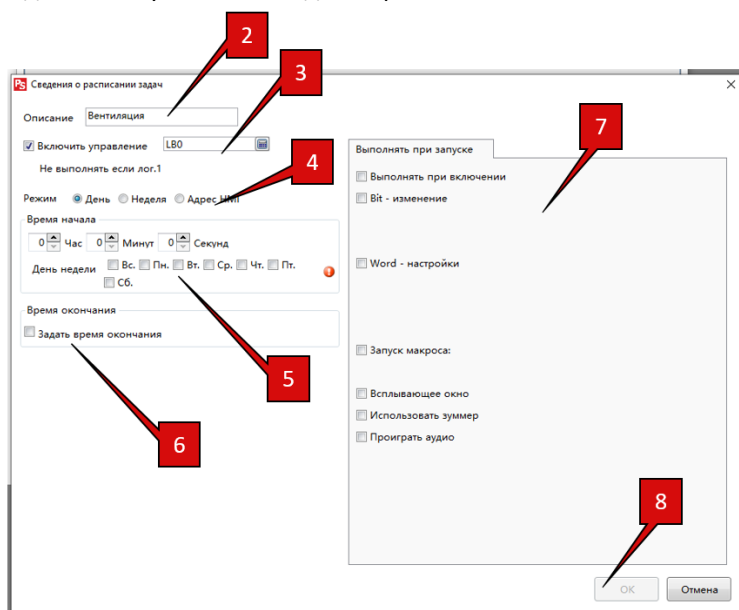 2
3
PS Сведения о расписании задач
Описание Вентиляция
7
Включить управление LB0
4
Выполнять при запуске
Не выполнять если лог.1
Выполнять при включении
Режим День Неделя Адрес HMI
Bit - изменение
Время начала
0 Час 0 Минут 0 Секунд
День недели Вс. Пн. Вт. Ср. Чт. Пт.
Сб.
Word - настройки
Время окончания
Задать время окончания
Запуск макроса:
5
Всплывающее окно
Использовать зуммер
6
Проиграть аудио
8
OK Отмена